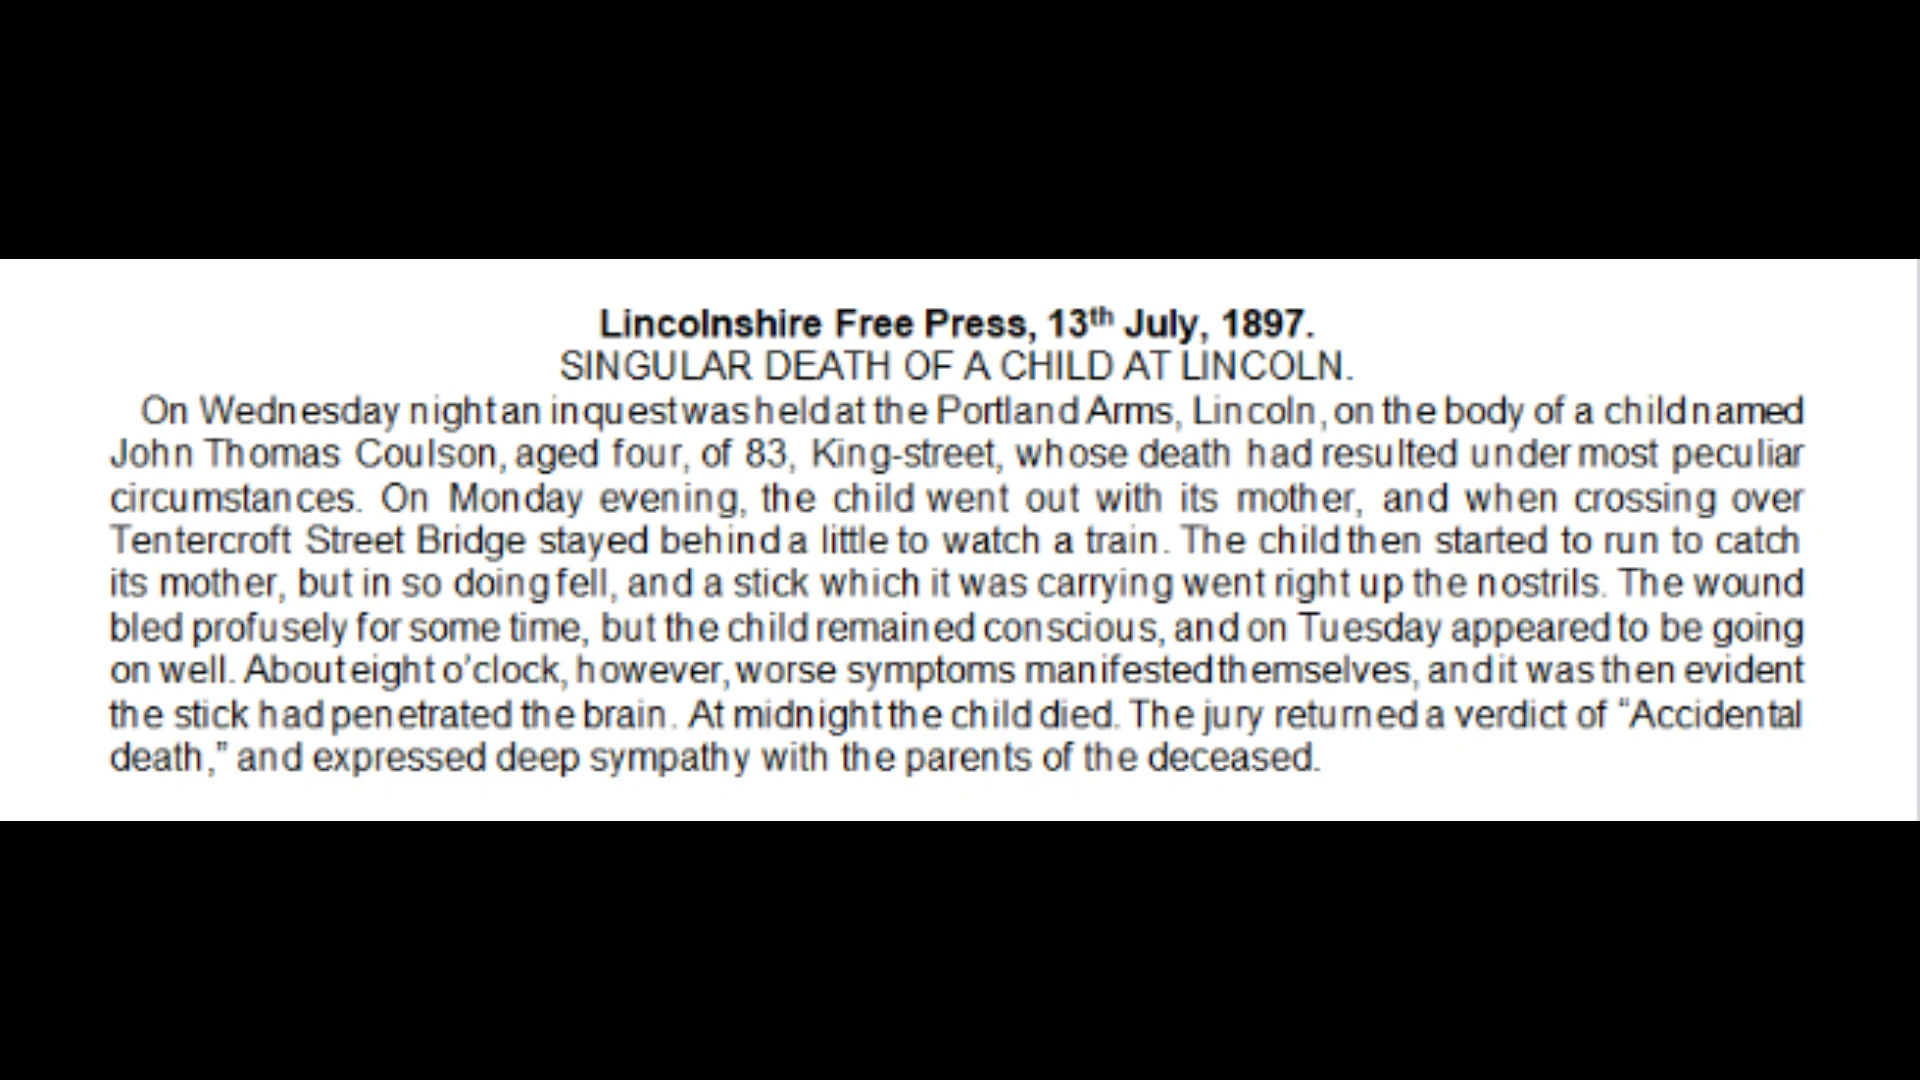 Lincolnshire Free Press, 13th July, 1897.
SINGULAR DEATH OF A CHILD AT LINCOLN.
On Wednesday night an inquest was held at the Portland Arms, Lincoln, on the body of a child named
John Thomas Coulson, aged four, of 83, King-street, whose death had resulted under most peculiar
circumstances. On Monday evening, the child went out with its mother, and when crossing over
Tentercroft Street Bridge stayed behind a little to watch a train. The child then started to run to catch
its mother, but in so doing fell, and a stick which it was carrying went right up the nostrils. The wound
bled profusely for some time, but the child remained conscious, and on Tuesday appeared to be going
on well. About eight o’clock, however, worse symptoms manifested themselves, and it was then evident
the stick had penetrated the brain. At midnight the child died. The jury returned a verdict of “Accidental
death,” and expressed deep sympathy with the parents of the deceased.